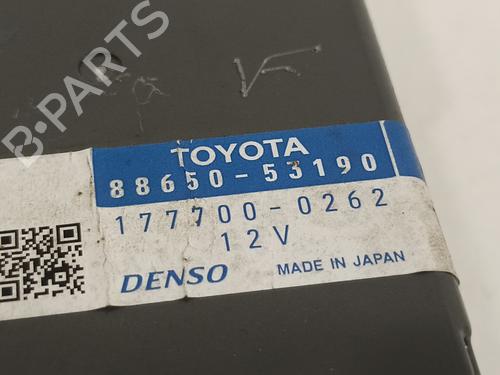 B-PARTS
TOYOTA
88650-53190
177700-0262
12V
DENSO MADE IN JAPAN